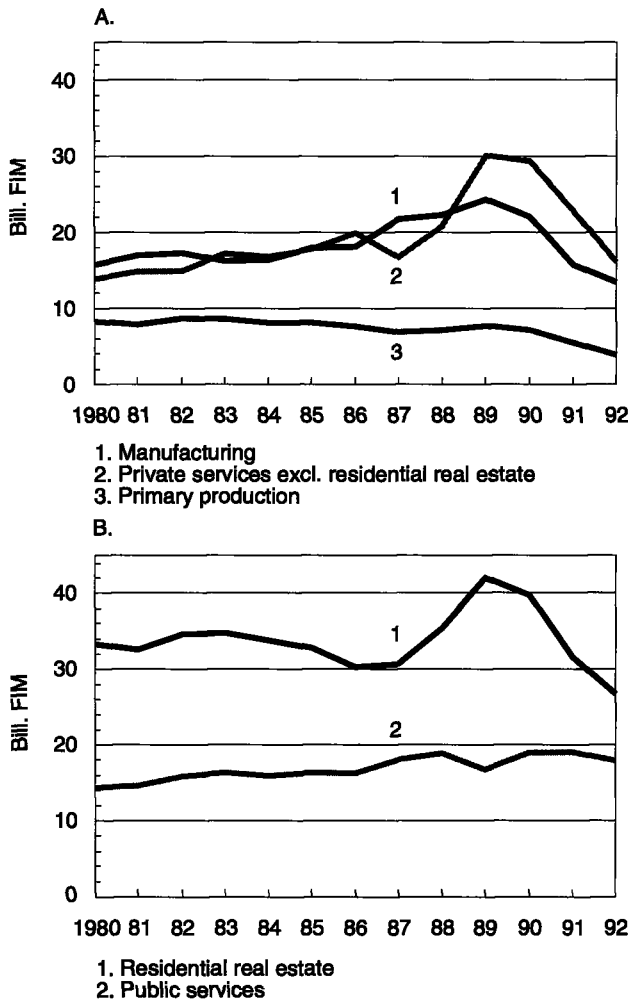 A.
Bill. FIM
40
30
20
10
0
1
2
3
1980 81 82 83 84 85 86 87 88 89 90 91 92
1. Manufacturing
2. Private services excl. residential real estate
3. Primary production
B.
Bill. FIM
40
30
20
10
0
1
2
1980 81 82 83 84 85 86 87 88 89 90 91 92
1. Residential real estate
2. Public services